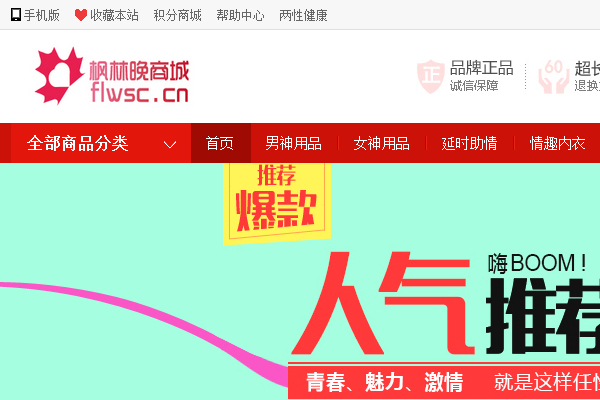 手机版 收藏本站 积分商城 帮助中心 两性健康
枫林晚商城
flwsc.cn
正 品牌正品
诚信保障
60 超长
退换
全部商品分类 首页 男神用品 女神用品 延时助情 情趣内衣
推荐
爆款
嗨BOOM!
人气 推荐
青春、魅力、激情 就是这样任性